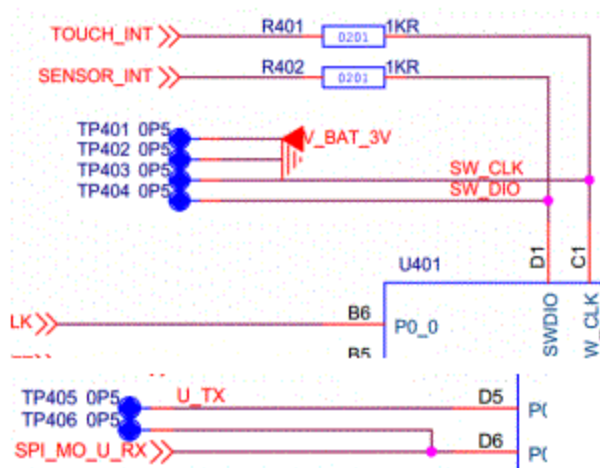 TOUCH_INT R401 0201 1KR
SENSOR_INT R402 0201 1KR
TP401 0P5
TP402 0P5 V_BAT_3V
TP403 0P5 SW_CLK
TP404 0P5 SW_DIO
U401 D1 C1
LK B6 P0_0 SWDIO W_CLK
B5
TP405 0P5 U_TX D5
TP406 0P5
SPI_MO_U_RX D6